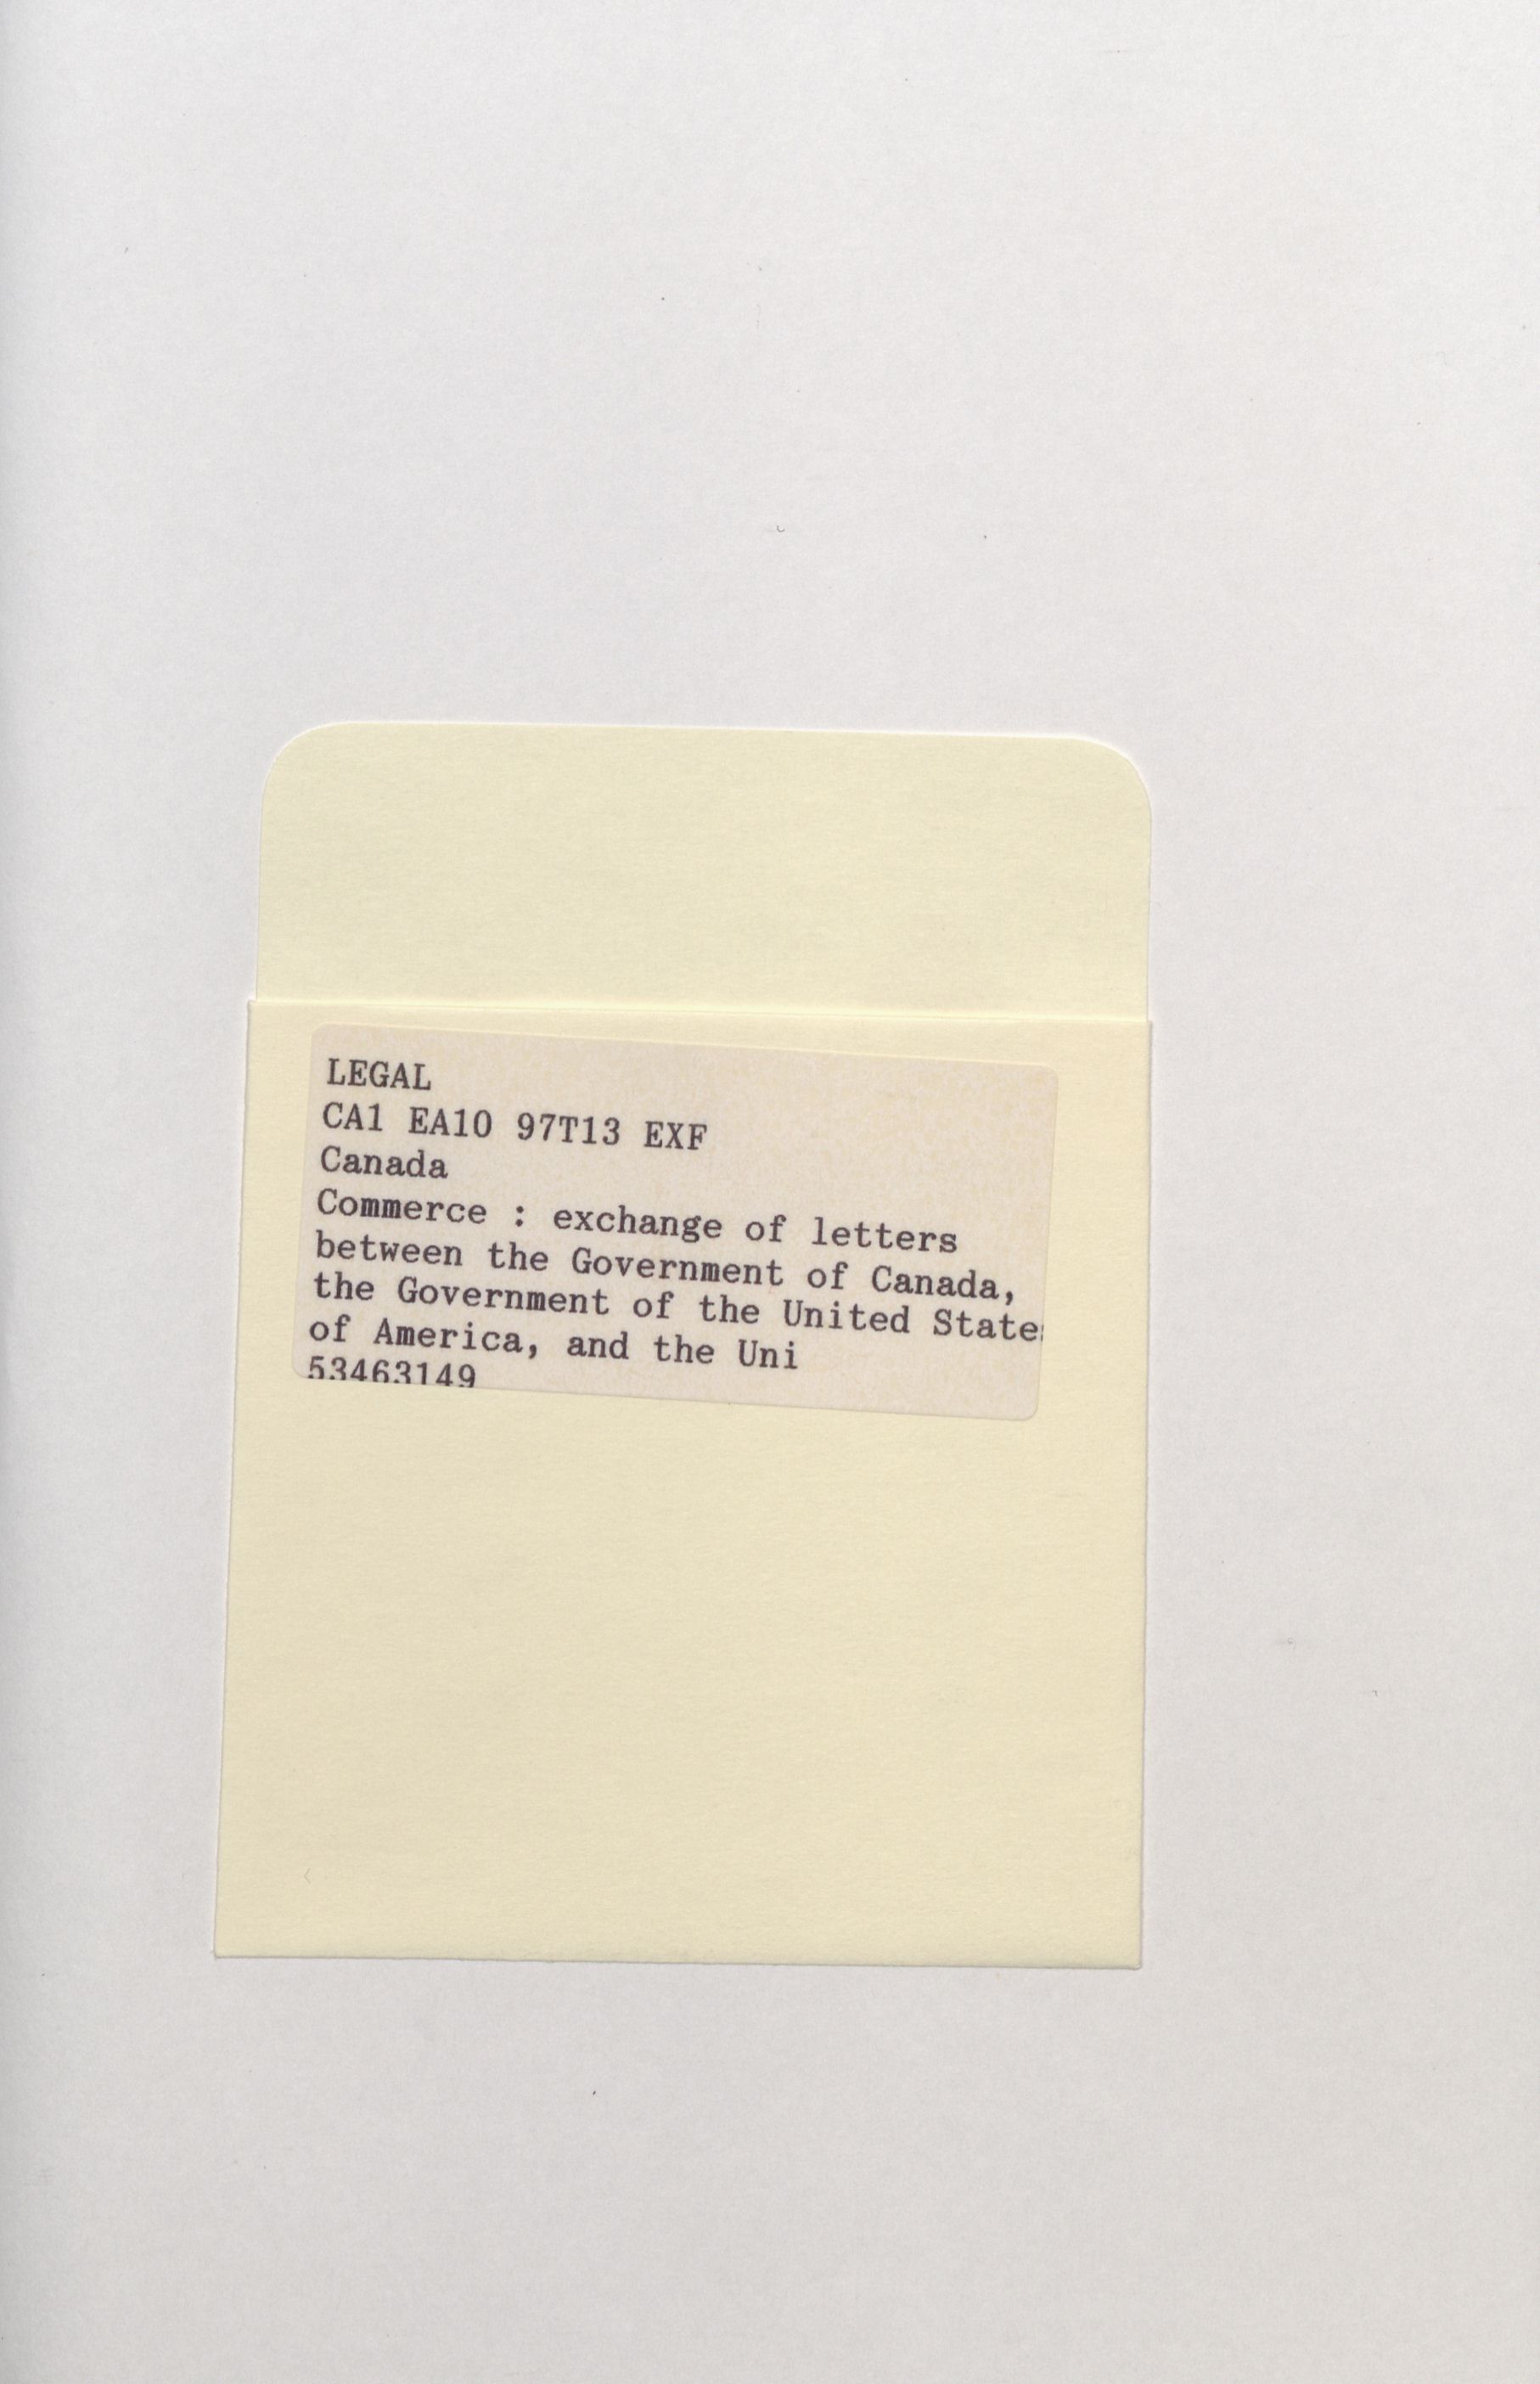 LEGAL
CA1 EA10 97T13 EXF
Canada
Commerce : exchange of letters
between the Government of Canada,
the Government of the United States
of America, and the Uni
53463149